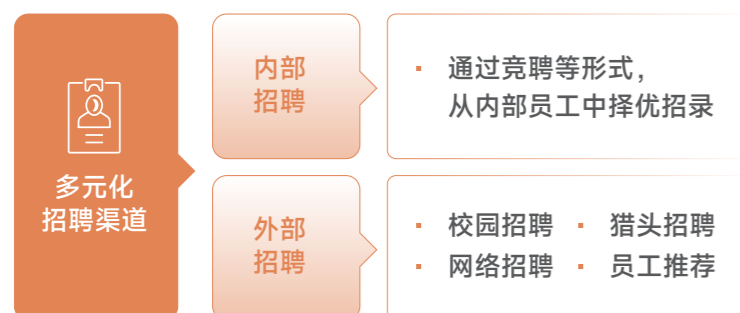 多元化
招聘渠道
内部
招聘
· 通过竞聘等形式，
从内部员工中择优招录
外部
招聘
· 校园招聘 · 猎头招聘
· 网络招聘 · 员工推荐